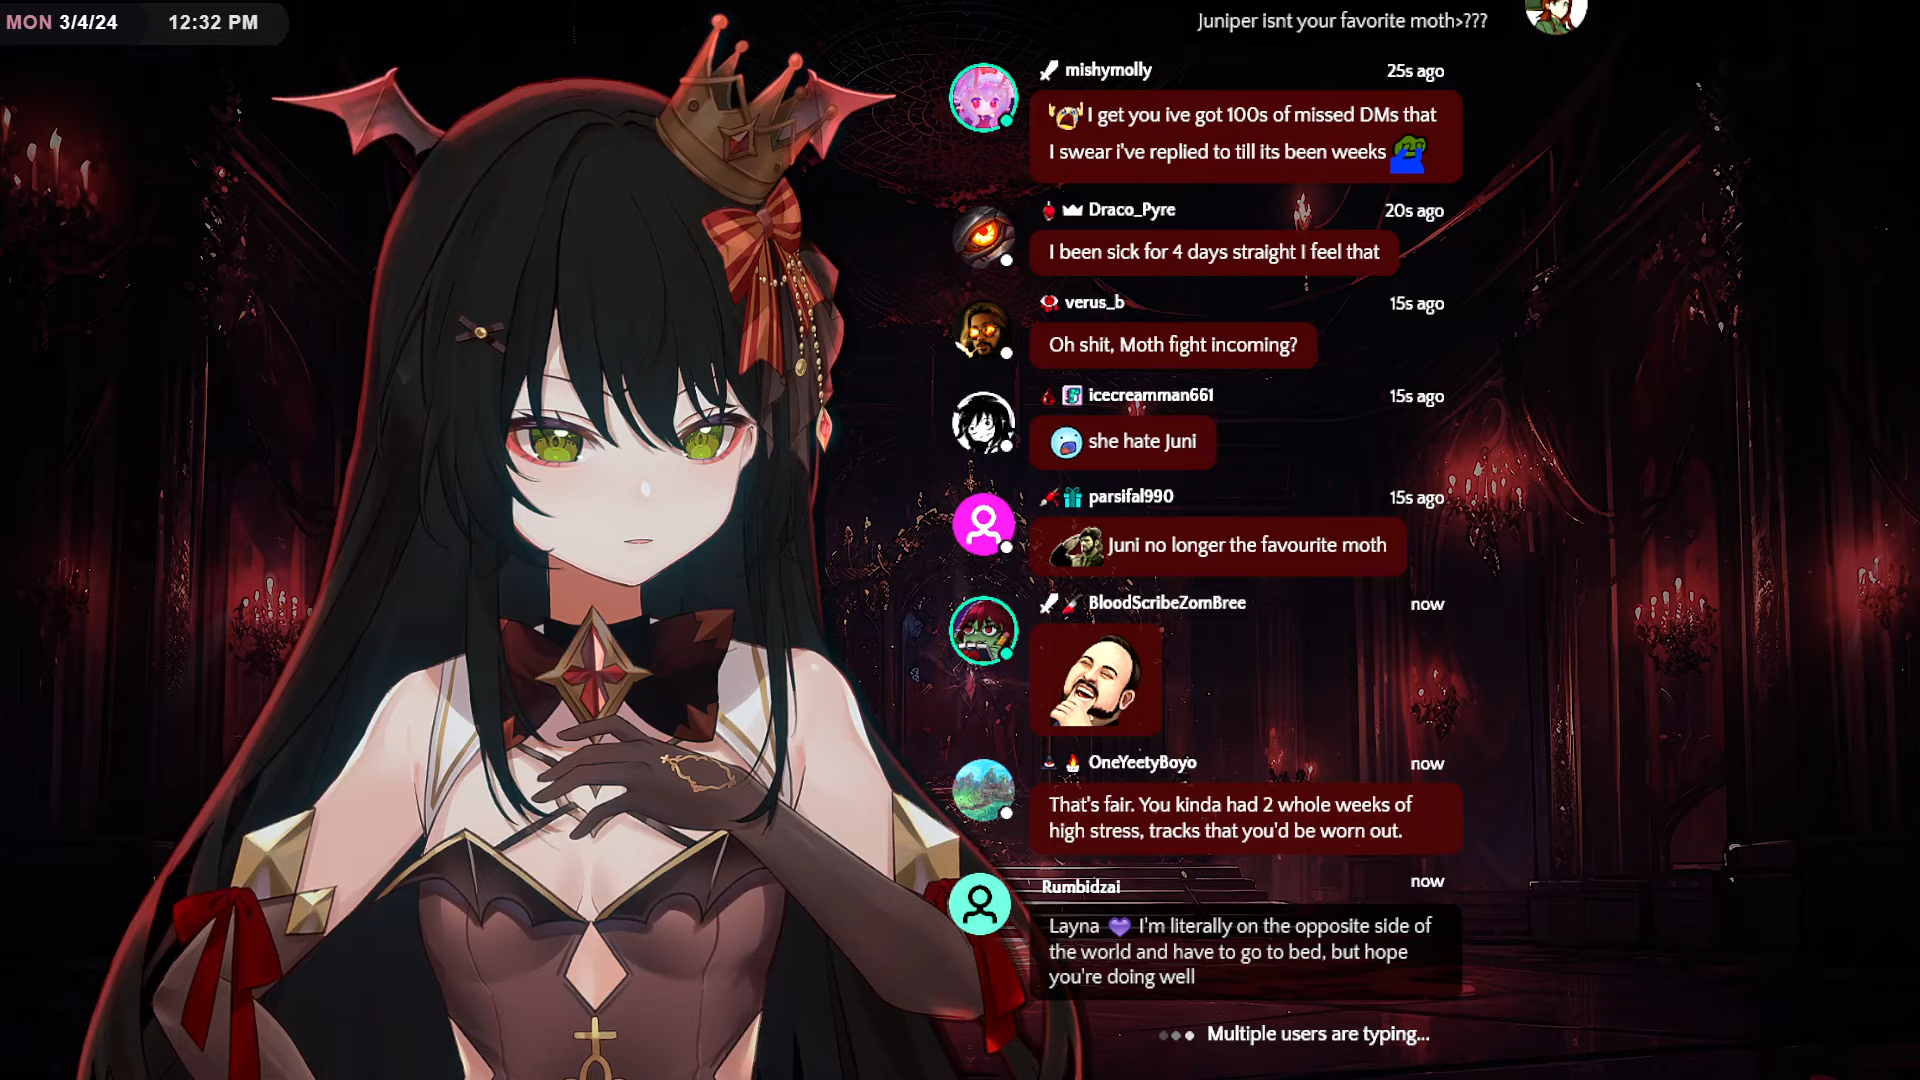 MON 3/4/24 12:32 PM
Juniper isnt your favorite moth>???
mishymolly 25s ago
I get you ive got 100s of missed DMs that
I swear i've replied to till its been weeks
Draco_Pyre 20s ago
I been sick for 4 days straight I feel that
verus_b 15s ago
Oh shit, Moth fight incoming?
icecreamman661 15s ago
she hate Juni
parsifal990 15s ago
Juni no longer the favourite moth
BloodScribeZomBree now
OneYeetyBoyo now
That's fair. You kinda had 2 whole weeks of
high stress, tracks that you'd be worn out.
Rumbidzai now
Layna 💜 I'm literally on the opposite side of
the world and have to go to bed, but hope
you're doing well
Multiple users are typing...